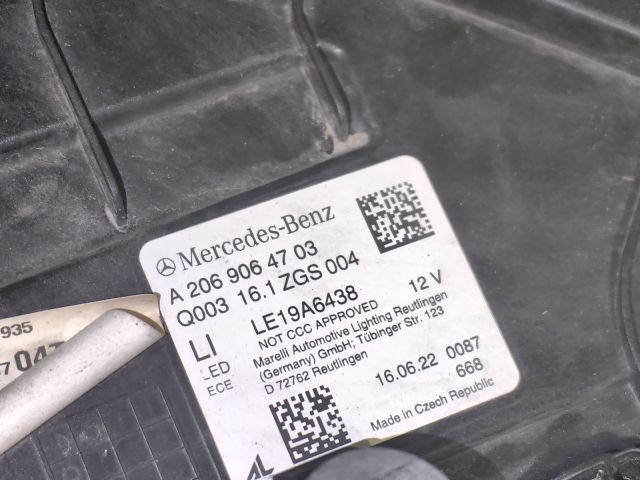 Mercedes-Benz
A 206 906 47 03
Q003 16.1 ZGS 004
LI LE19A6438 12 V
LED NOT CCC APPROVED
ECE Marelli Automotive Lighting Reutlingen
(Germany) GmbH; Tübinger Str. 123
D 72762 Reutlingen
16.06.22 0087
668
Made in Czech Republic
AL
935